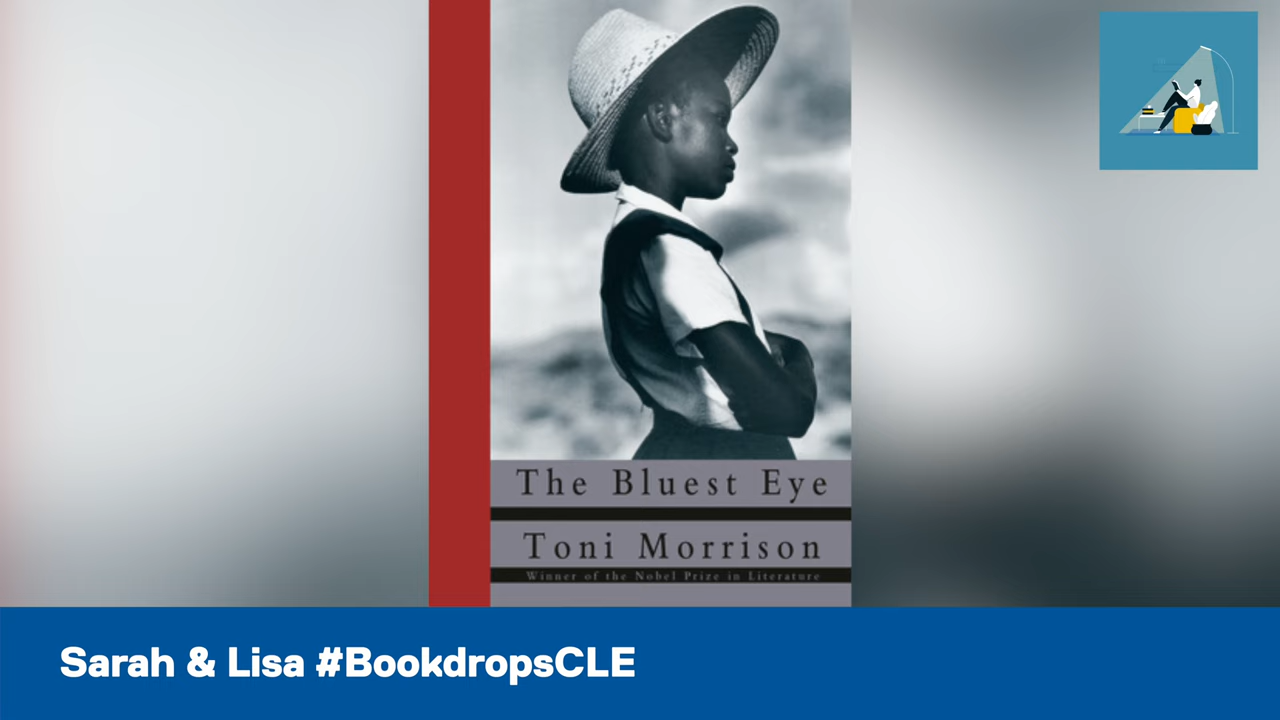 The Bluest Eye
Toni Morrison
Winner of the Nobel Prize in Literature
Sarah & Lisa #BookdropsCLE